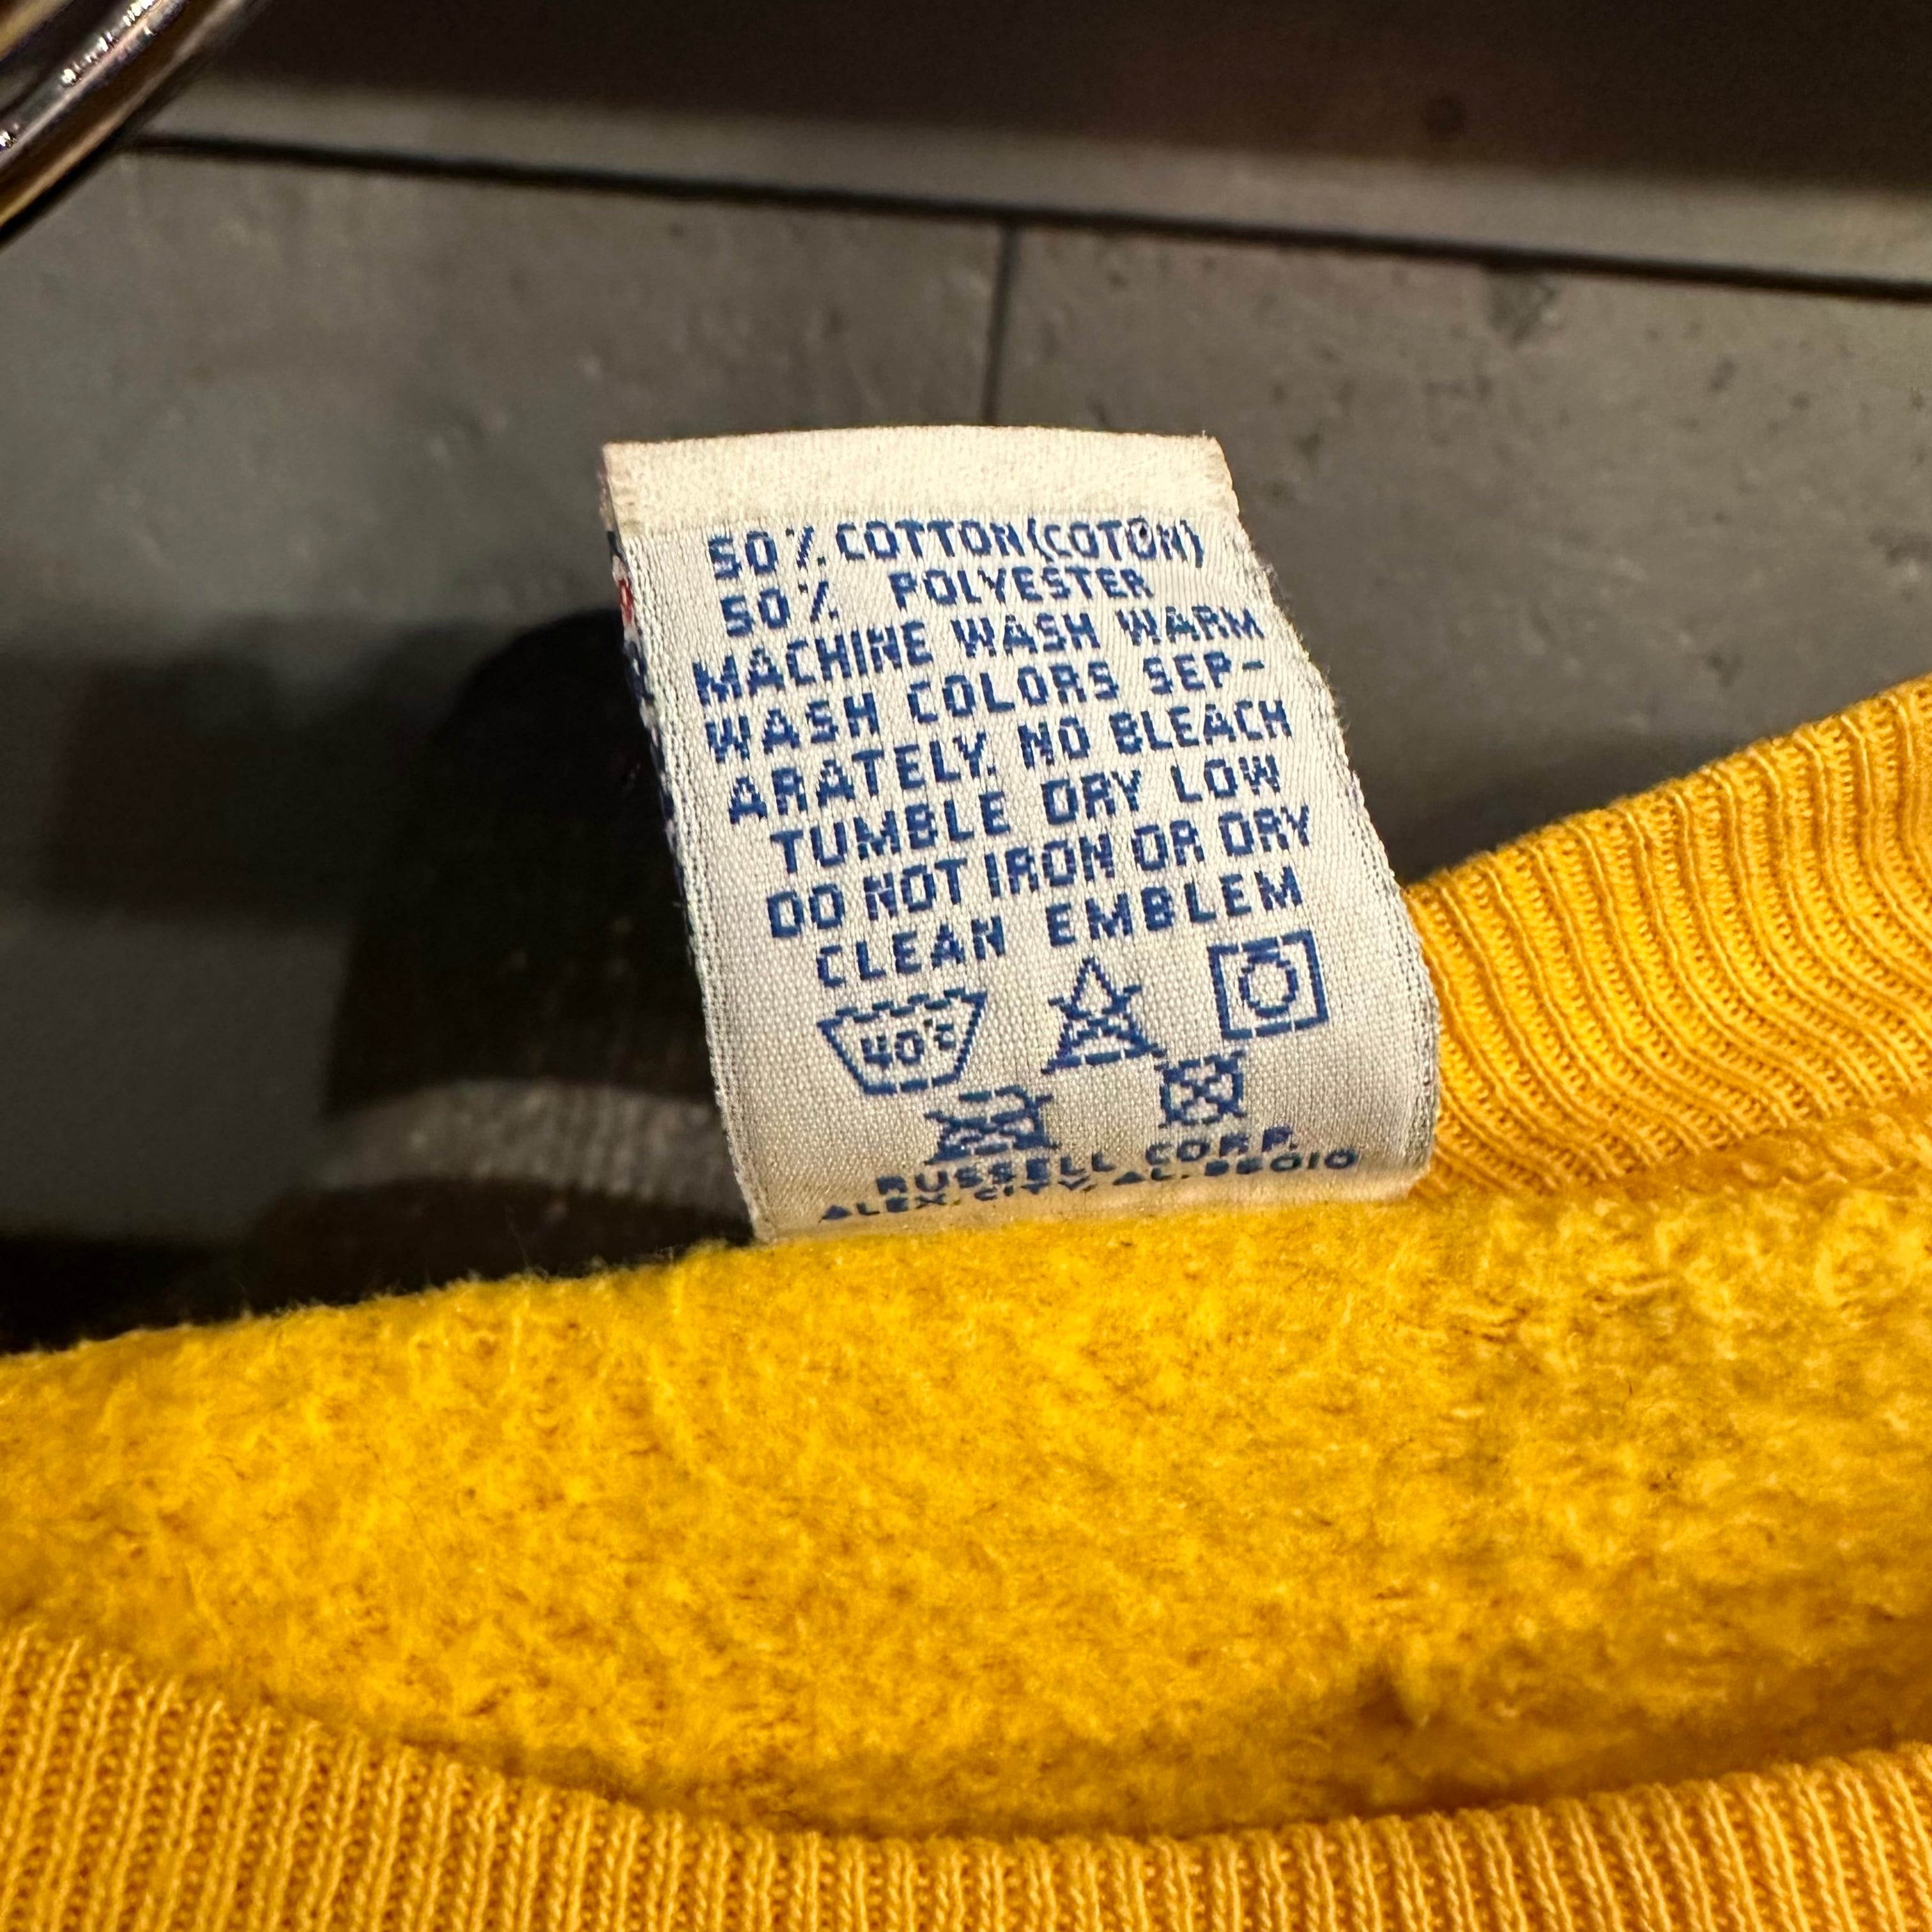 50% COTTON(COTON)
50% POLYESTER
MACHINE WASH WARM
WASH COLORS SEP-
ARATELY. NO BLEACH
TUMBLE DRY LOW
DO NOT IRON OR DRY
CLEAN EMBLEM
40°C
RUSSELL CORP.
ALEX. CITY, AL. 35010